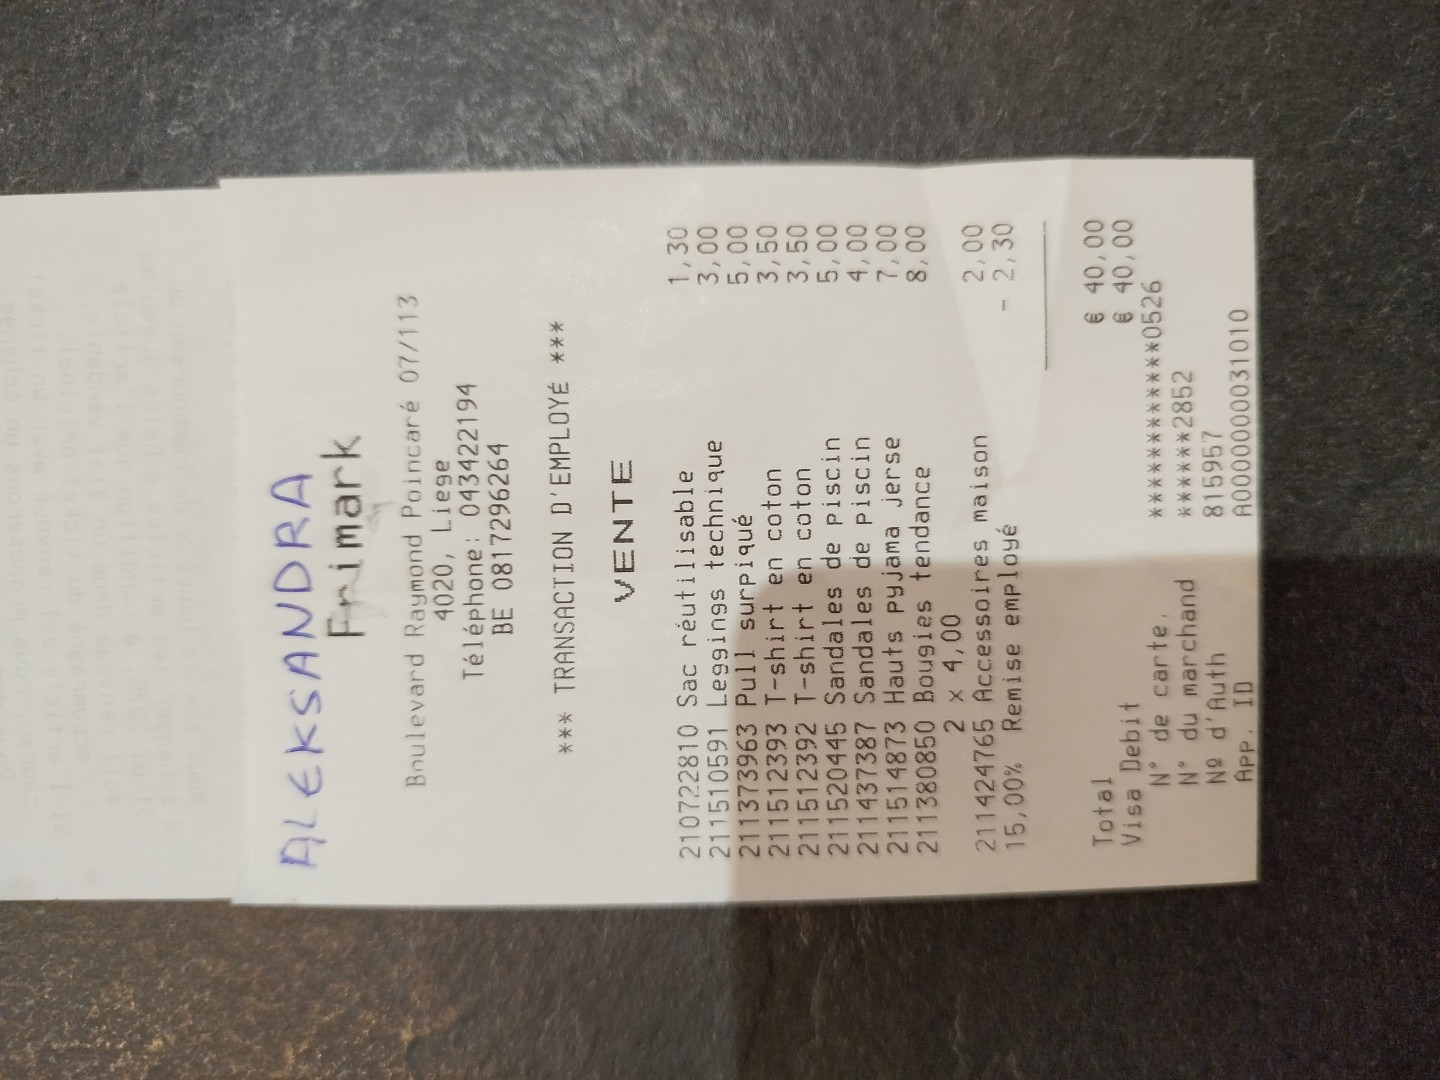 ALEKSANDRA
Frimark
Boulevard Raymond Poincaré 07/113
4020, Liege
Téléphone: 043422194
BE 0817296264
*** TRANSACTION D'EMPLOYÉ ***
VENTE
210722810 Sac réutilisable 1,30
211510591 Leggings technique 3,00
211373963 Pull surpiqué 5,00
211512393 T-shirt en coton 3,50
211512392 T-shirt en coton 3,50
211520445 Sandales de piscin 5,00
211437387 Sandales de piscin 4,00
211514873 Hauts pyjama jerse 7,00
211380850 Bougies tendance 8,00
2 x 4,00
211424765 Accessoires maison 2,00
15,00% Remise employé - 2,30
Total € 40,00
Visa Debit € 40,00
N° de carte. ************0526
N° du marchand ******2852
Nº d'Auth 815957
APP. ID A0000000031010